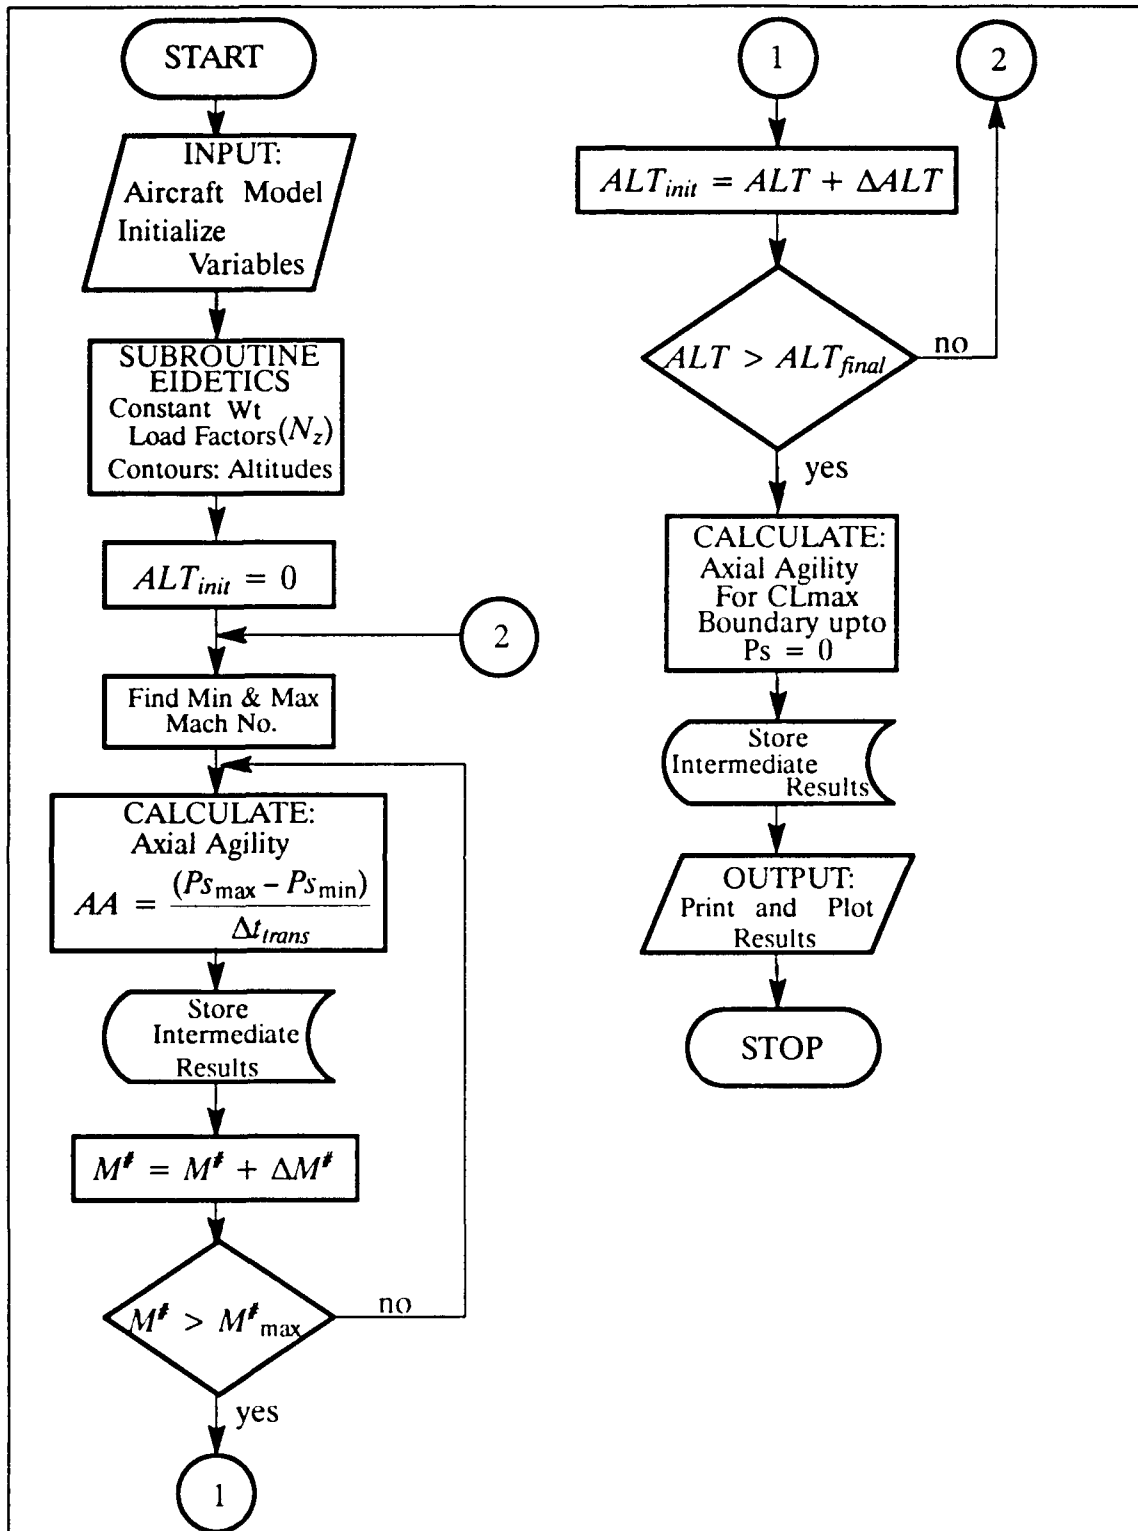 START
INPUT:
Aircraft Model
Initialize
Variables
SUBROUTINE
EIDETICS
Constant Wt
Load Factors (N_z)
Contours: Altitudes
ALT_init = 0
2
Find Min & Max
Mach No.
CALCULATE:
Axial Agility
AA = (Ps_max – Ps_min) / Δt_trans
Store
Intermediate
Results
M# = M# + ΔM#
M# > M#_max
no
yes
1
1
2
ALT_init = ALT + ΔALT
ALT > ALT_final
no
yes
CALCULATE:
Axial Agility
For CLmax
Boundary upto
Ps = 0
Store
Intermediate
Results
OUTPUT:
Print and Plot
Results
STOP